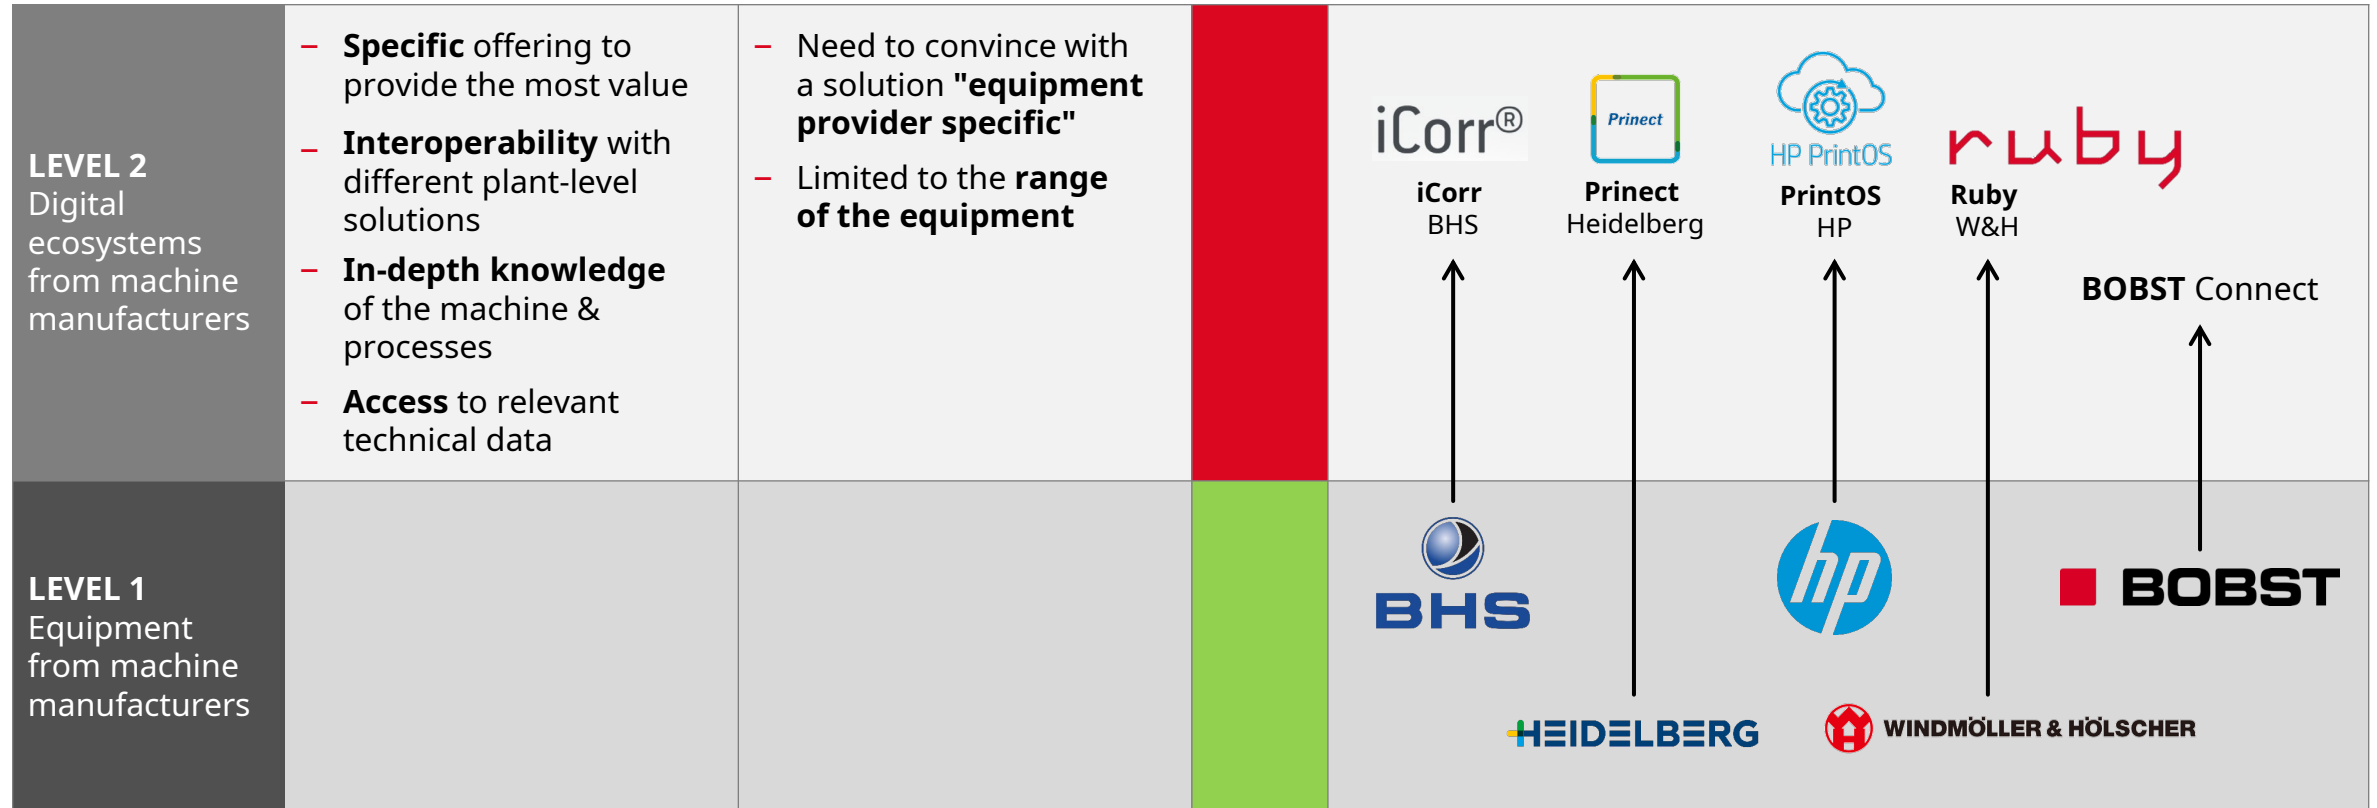 LEVEL 2
Digital
ecosystems
from machine
manufacturers
– Specific offering to
provide the most value
– Interoperability with
different plant-level
solutions
– In-depth knowledge
of the machine &
processes
– Access to relevant
technical data
– Need to convince with
a solution "equipment
provider specific"
– Limited to the range
of the equipment
iCorr®
iCorr
BHS
Prinect
Prinect
Heidelberg
HP PrintOS
PrintOS
HP
ruby
Ruby
W&H
BOBST Connect
LEVEL 1
Equipment
from machine
manufacturers
BHS
hp
BOBST
HEIDELBERG
WINDMÖLLER & HÖLSCHER